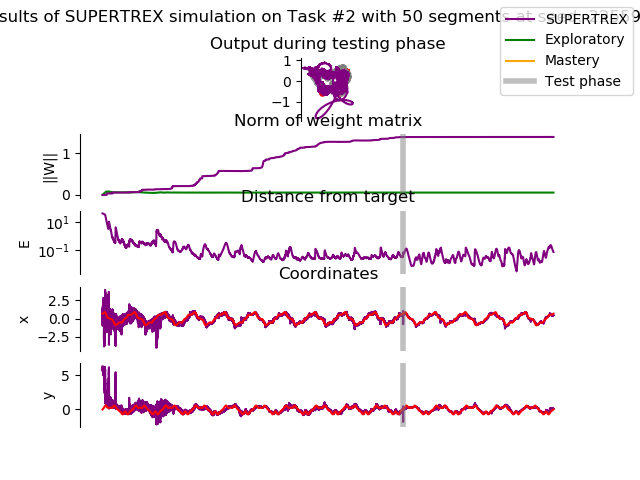 sults of SUPERTREX simulation on Task #2 with 50 segments
SUPERTREX
Exploratory
Mastery
Test phase
Output during testing phase
1
0
−1
Norm of weight matrix
||W||
1
0
Distance from target
E
10¹
10⁻¹
Coordinates
x
2.5
0.0
−2.5
y
5
0